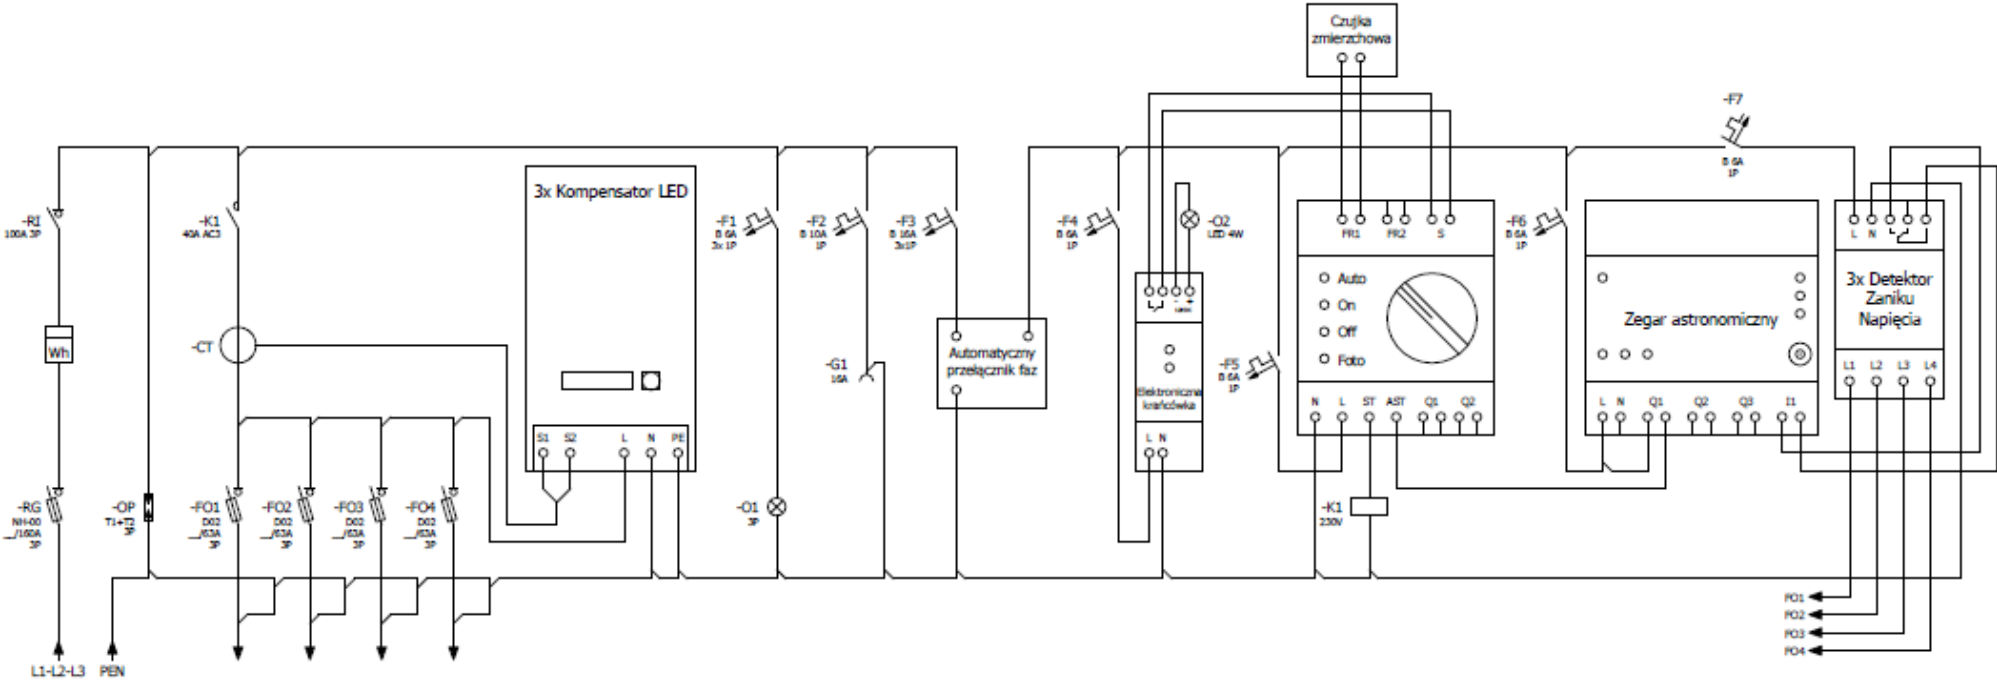 Czujka
zmierzchowa
-F7
B 6A
1P
3x Kompensator LED
-RI
100A 3P
-K1
40A AC3
-F1
B 6A
3x 1P
-F2
B 10A
1P
-F3
B 16A
3x1P
-F4
B 6A
1P
-O2
LED 4W
FR1
FR2
S
-F6
B 6A
1P
L
N
Auto
On
Off
Foto
Zegar astronomiczny
3x Detektor
Zaniku
Napięcia
Wh
-CT
-G1
16A
Automatyczny
przełącznik faz
-
+
Elektroniczna
krańcówka
-F5
B 6A
1P
L1
L2
L3
L4
N
L
ST
AST
Q1
Q2
L
N
Q1
Q2
Q3
I1
S1
S2
L
N
PE
L
N
-RG
NH-00
__/160A
3P
-OP
T1+T2
3P
-FO1
D02
__/63A
3P
-FO2
D02
__/63A
3P
-FO3
D02
__/63A
3P
-FO4
D02
__/63A
3P
-O1
3P
-K1
230V
FO1
FO2
FO3
FO4
L1-L2-L3
PEN